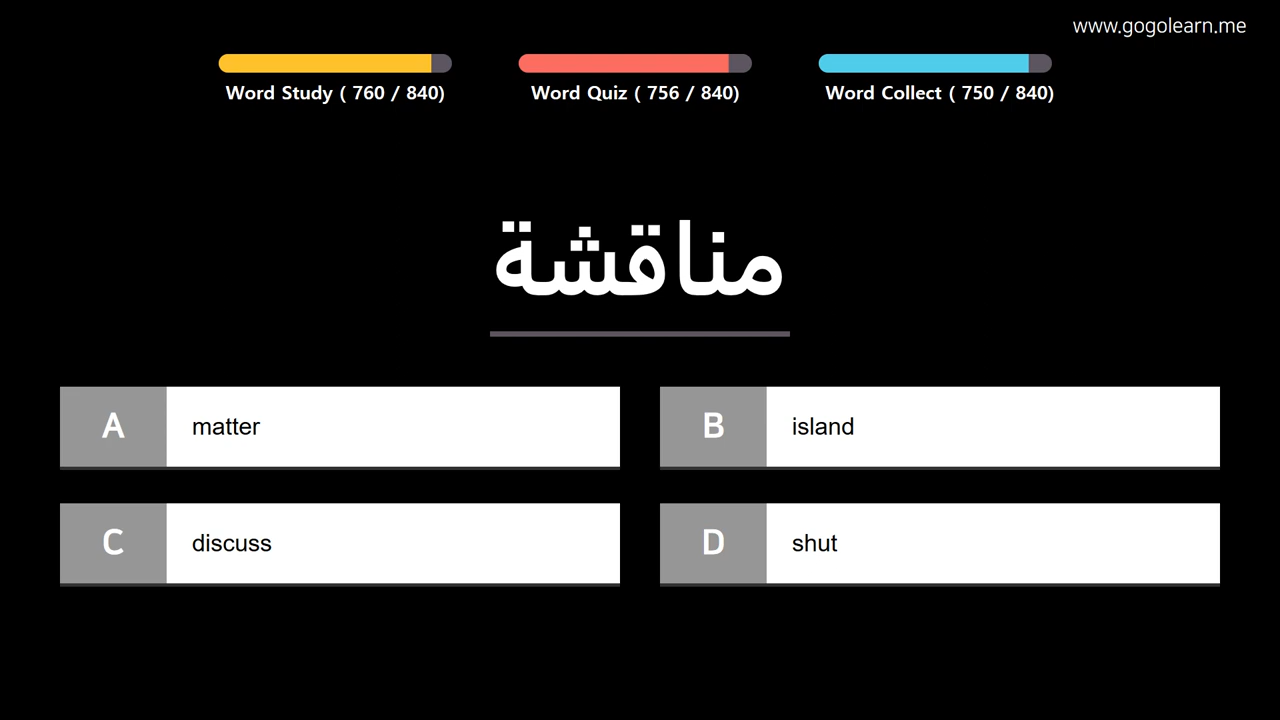 www.gogolearn.me
Word Study ( 760 / 840)
Word Quiz ( 756 / 840)
Word Collect ( 750 / 840)
مناقشة
A matter
B island
C discuss
D shut